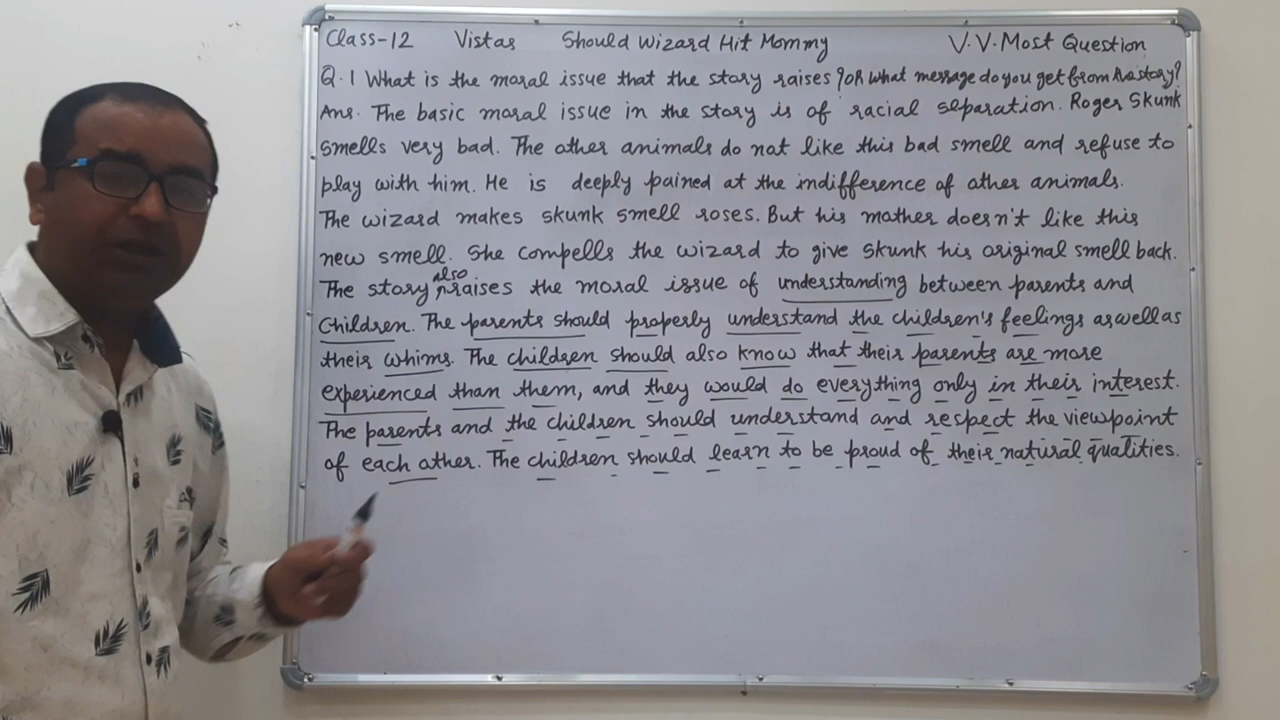 Class-12 Vistas Should Wizard Hit Mommy V.V.Most Question
Q.1 What is the moral issue that the story raises? OR What message do you get from the story?
Ans. The basic moral issue in the story is of racial separation. Roger Skunk
smells very bad. The other animals do not like this bad smell and refuse to
play with him. He is deeply pained at the indifference of other animals.
The wizard makes skunk smell roses. But his mother doesn't like this
new smell. She compells the wizard to give skunk his original smell back.
The story also raises the moral issue of understanding between parents and
children. The parents should properly understand the children's feelings as well as
their whims. The children should also know that their parents are more
experienced than them, and they would do everything only in their interest.
The parents and the children should understand and respect the viewpoint
of each other. The children should learn to be proud of their natural qualities.